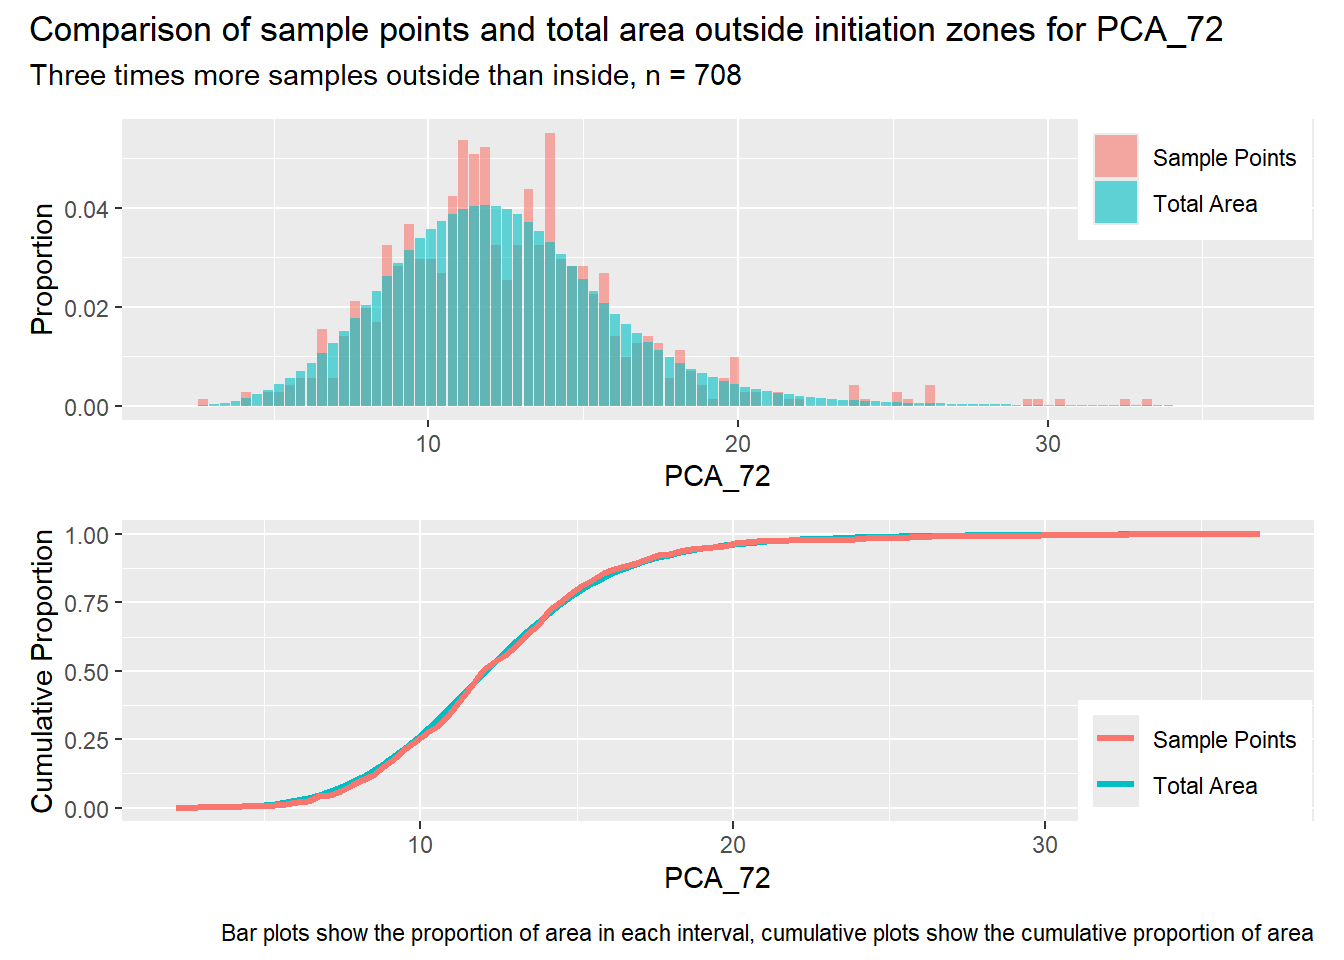 Comparison of sample points and total area outside initiation zones for PCA_72
Three times more samples outside than inside, n = 708
Sample Points
Total Area
Proportion
0.04
0.02
0.00
10
20
30
PCA_72
Cumulative Proportion
1.00
0.75
0.50
0.25
0.00
Sample Points
Total Area
10
20
30
PCA_72
Bar plots show the proportion of area in each interval, cumulative plots show the cumulative proportion of area